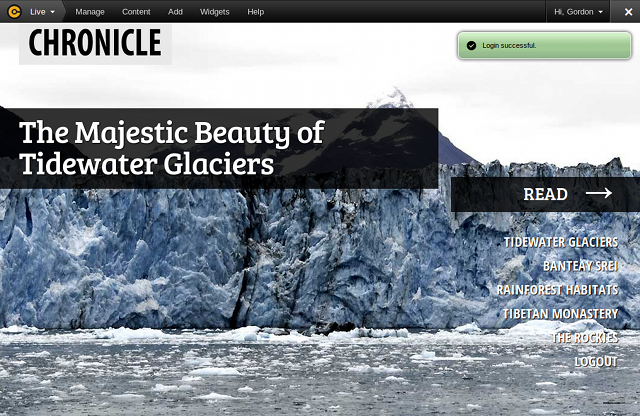 Live Manage Content Add Widgets Help Hi, Gordon
CHRONICLE
Login successful.
The Majestic Beauty of
Tidewater Glaciers
READ
TIDEWATER GLACIERS
BANTEAY SREI
RAINFOREST HABITATS
TIBETAN MONASTERY
THE ROCKIES
LOGOUT